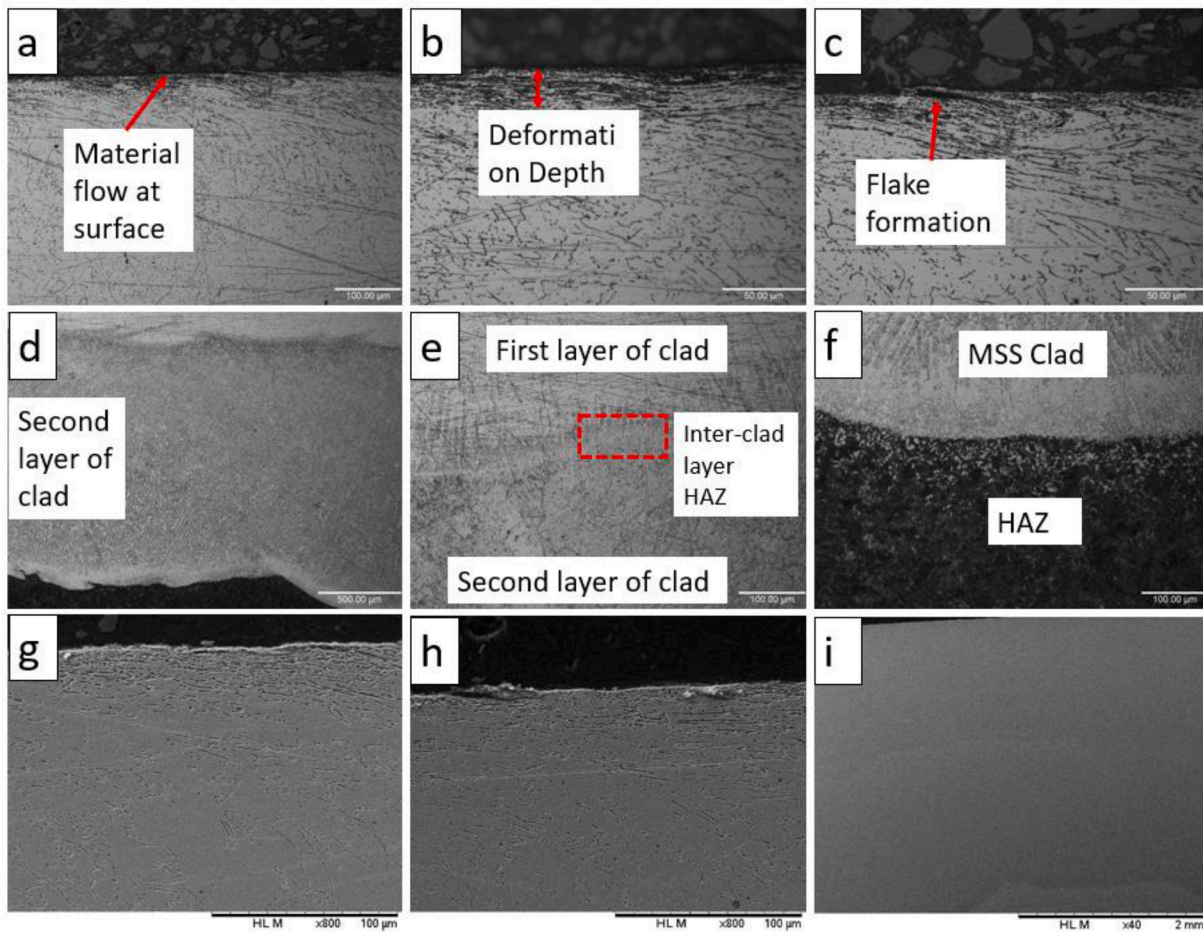 a
Material
flow at
surface
100.00 µm
b
Deformati
on Depth
50.00 µm
c
Flake
formation
50.00 µm
d
Second
layer of
clad
500.00 µm
e
First layer of clad
Inter-clad
layer
HAZ
Second layer of clad
100.00 µm
f
MSS Clad
HAZ
100.00 µm
g
HL M x800 100 µm
h
HL M x800 100 µm
i
HL M x40 2 mm